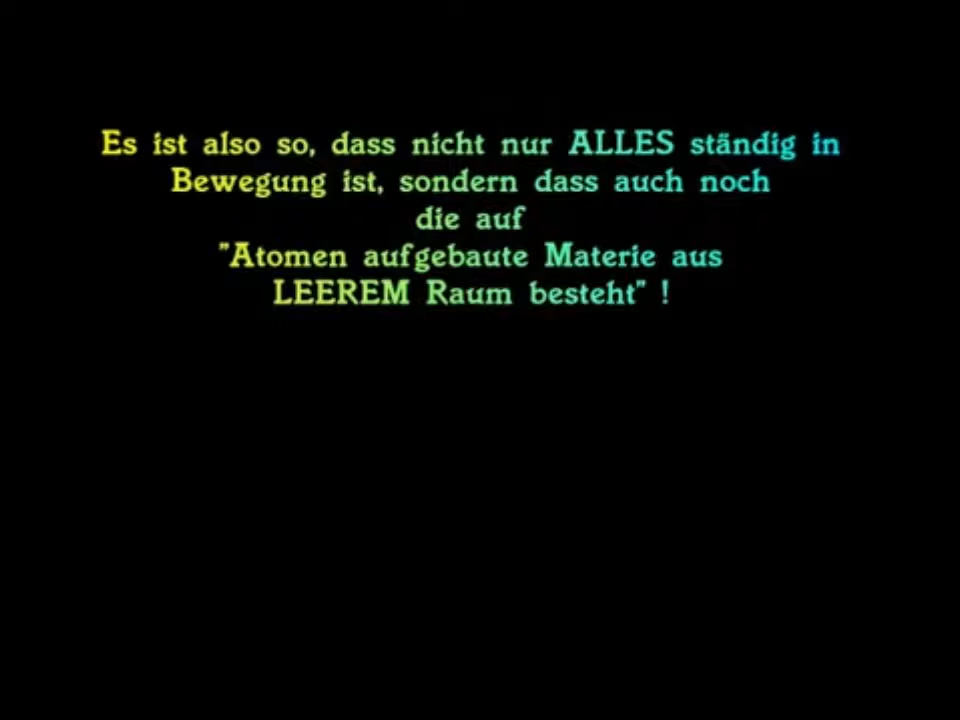 Es ist also so, dass nicht nur ALLES ständig in
Bewegung ist, sondern dass auch noch
die auf
"Atomen aufgebaute Materie aus
LEEREM Raum besteht" !